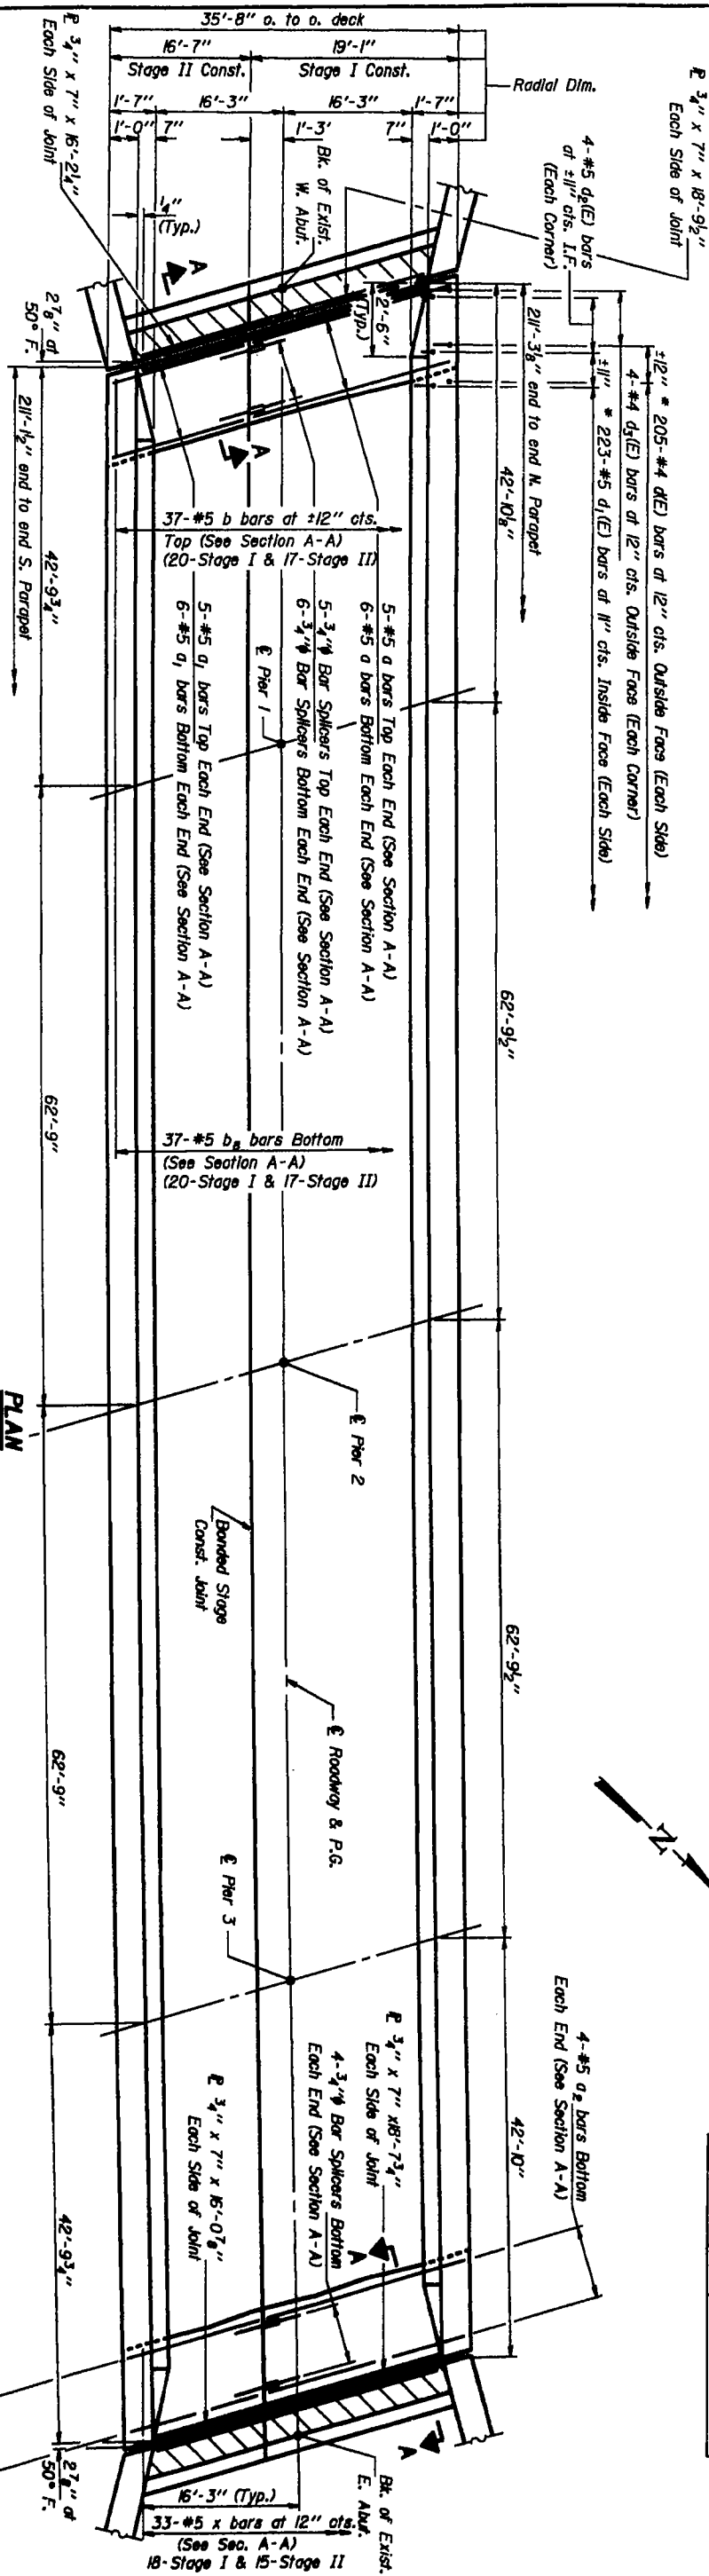 35'-8" o. to o. deck
16'-7"
19'-1"
Stage II Const.
Stage I Const.
Radial Dim.
1'-7"
16'-3"
16'-3"
1'-7"
1'-0"
7"
1'-3'
7"
1'-0"
℄ 3/4" x 7" x 16'-2 1/4"
Each Side of Joint
℄ 3/4" x 7" x 18'-9 1/2"
Each Side of Joint
4-#5 d2(E) bars
at ±11" cts. I.F.
(Each Corner)
Bk. of Exist.
W. Abut.
1/4"
(Typ.)
A
2'-6"
(Typ.)
2 7/8" at
50° F.
211'-1 1/2" end to end S. Parapet
42'-9 3/4"
A
211'-3 1/8" end to end N. Parapet
42'-10 1/8"
±12" * 205-#4 d(E) bars at 12" cts. Outside Face (Each Side)
4-#4 d3(E) bars at 12" cts. Outside Face (Each Corner)
±11" * 223-#5 d1(E) bars at 11" cts. Inside Face (Each Side)
37-#5 b bars at ±12" cts.
Top (See Section A-A)
(20-Stage I & 17-Stage II)
5-#5 a bars Top Each End (See Section A-A)
6-#5 a bars Bottom Each End (See Section A-A)
5-3/4"φ Bar Splicers Top Each End (See Section A-A)
6-3/4"φ Bar Splicers Bottom Each End (See Section A-A)
℄ Pier 1
5-#5 a1 bars Top Each End (See Section A-A)
6-#5 a1 bars Bottom Each End (See Section A-A)
62'-9"
62'-9 1/2"
37-#5 b8 bars Bottom
(See Section A-A)
(20-Stage I & 17-Stage II)
℄ Pier 2
PLAN
Bonded Stage
Const. Joint
62'-9 1/2"
62'-9"
℄ Roadway & P.G.
N
℄ Pier 3
4-#5 a2 bars Bottom
Each End (See Section A-A)
℄ 3/4" x 7" x18'-7 3/4"
Each Side of Joint
4-3/4"φ Bar Splicers Bottom
Each End (See Section A-A)
℄ 3/4" x 7" x 16'-0 7/8"
Each Side of Joint
42'-10"
42'-9 3/4"
A
A
2 7/8" at
50° F.
16'-3" (Typ.)
Bk. of Exist.
E. Abut.
33-#5 x bars at 12" cts.
(See Sec. A-A)
18-Stage I & 15-Stage II